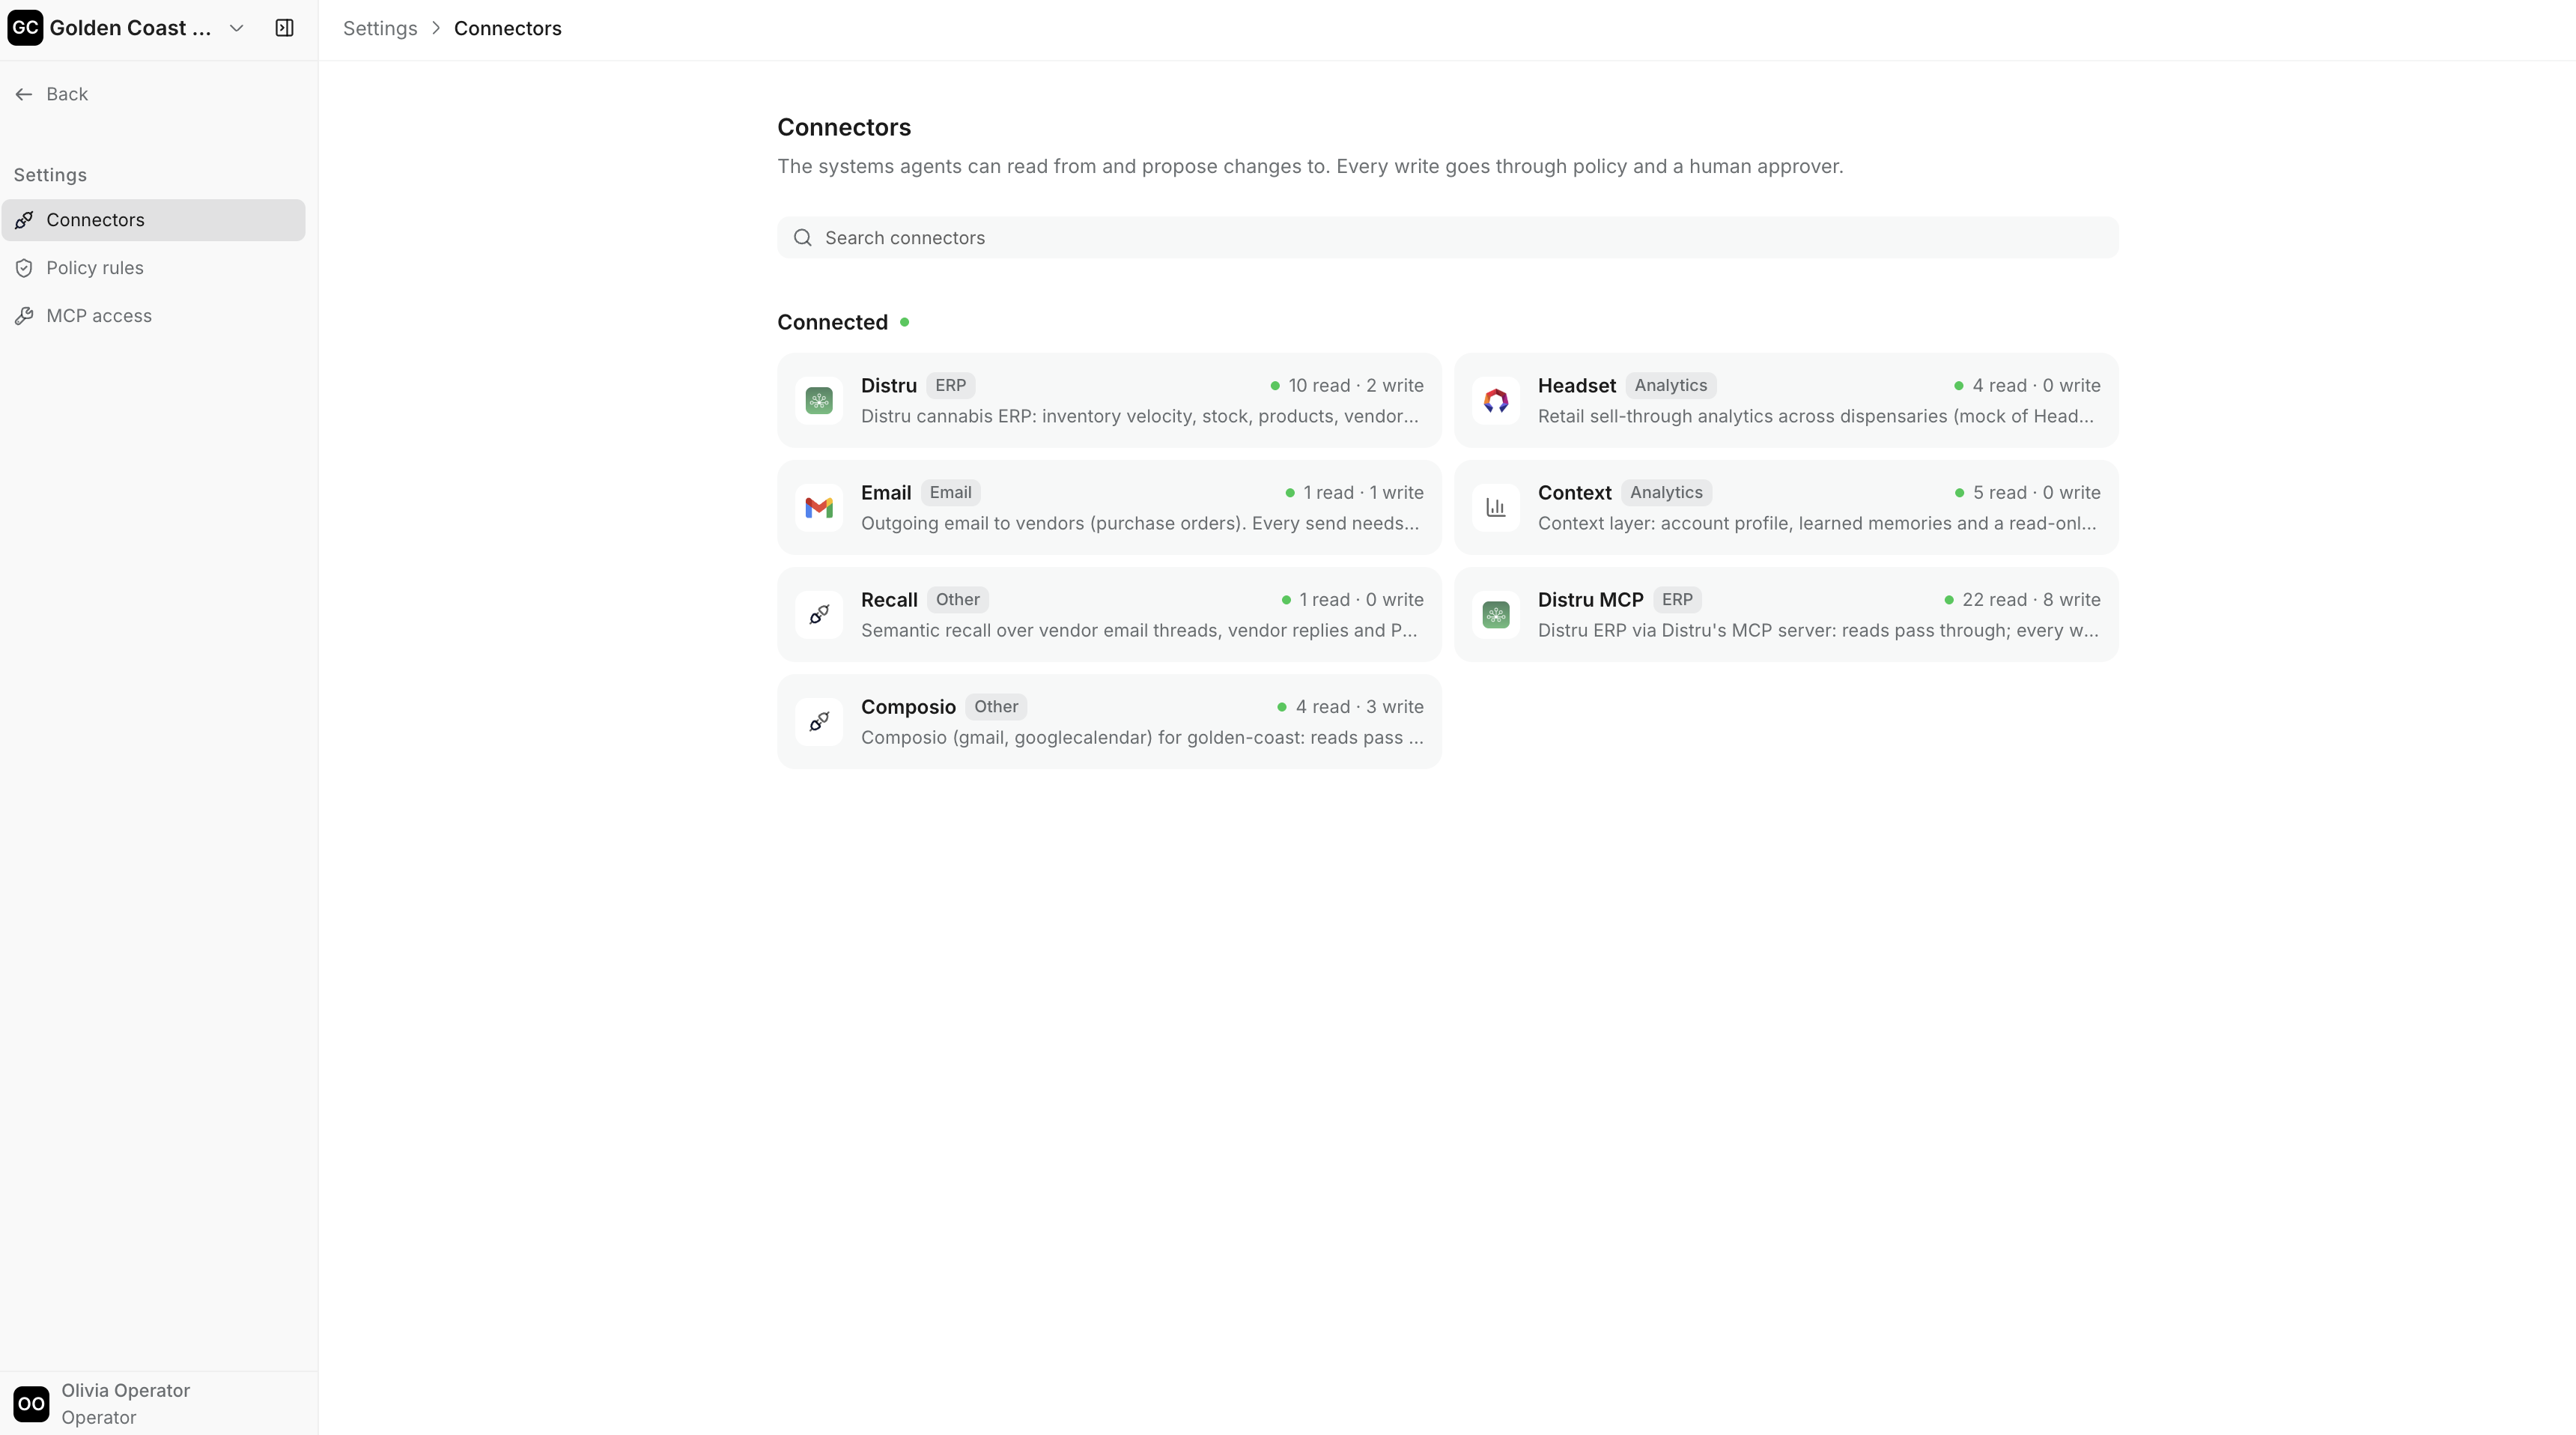 GC Golden Coast ...
Settings > Connectors
Back
Settings
Connectors
Policy rules
MCP access
Connectors
The systems agents can read from and propose changes to. Every write goes through policy and a human approver.
Search connectors
Connected
Distru ERP 10 read · 2 write
Distru cannabis ERP: inventory velocity, stock, products, vendor...
Headset Analytics 4 read · 0 write
Retail sell-through analytics across dispensaries (mock of Head...
Email Email 1 read · 1 write
Outgoing email to vendors (purchase orders). Every send needs...
Context Analytics 5 read · 0 write
Context layer: account profile, learned memories and a read-onl...
Recall Other 1 read · 0 write
Semantic recall over vendor email threads, vendor replies and P...
Distru MCP ERP 22 read · 8 write
Distru ERP via Distru's MCP server: reads pass through; every w...
Composio Other 4 read · 3 write
Composio (gmail, googlecalendar) for golden-coast: reads pass ...
OO Olivia Operator
Operator